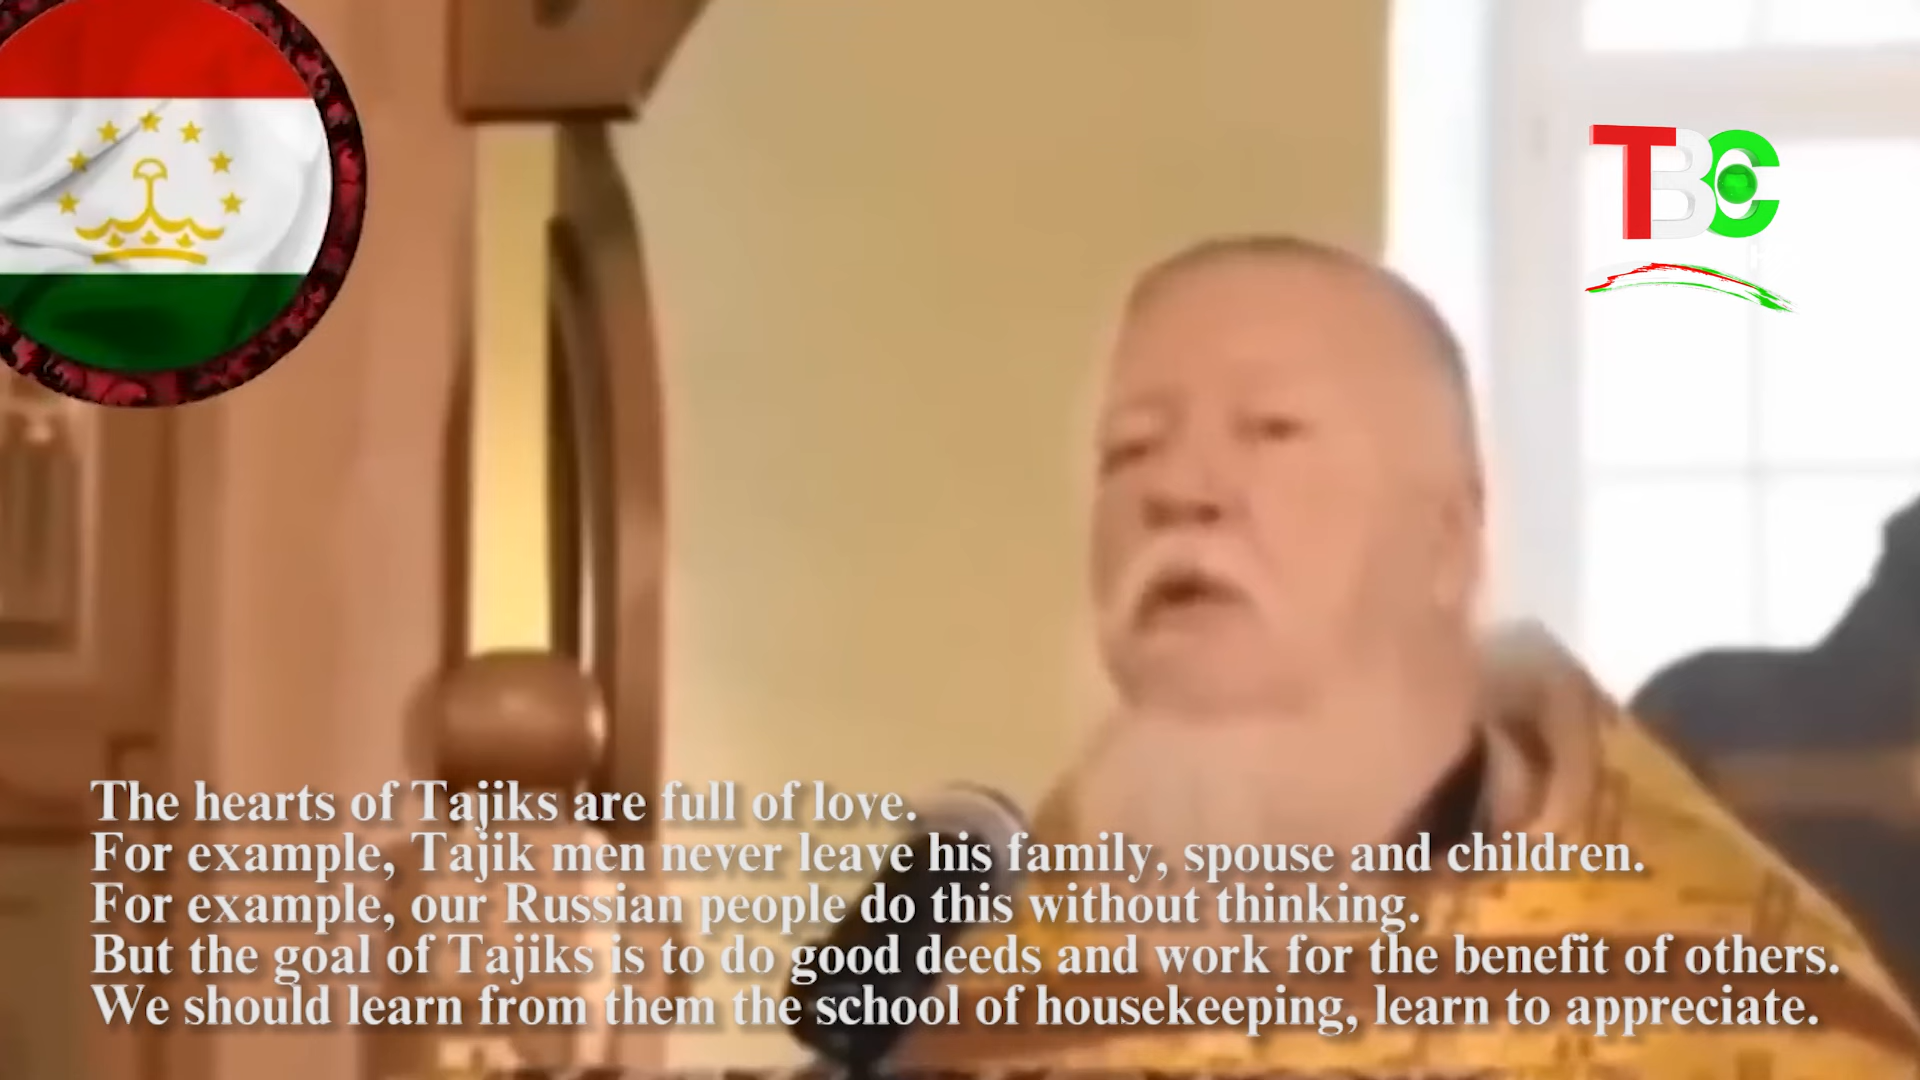 TBC
The hearts of Tajiks are full of love.
For example, Tajik men never leave his family, spouse and children.
For example, our Russian people do this without thinking.
But the goal of Tajiks is to do good deeds and work for the benefit of others.
We should learn from them the school of housekeeping, learn to appreciate.